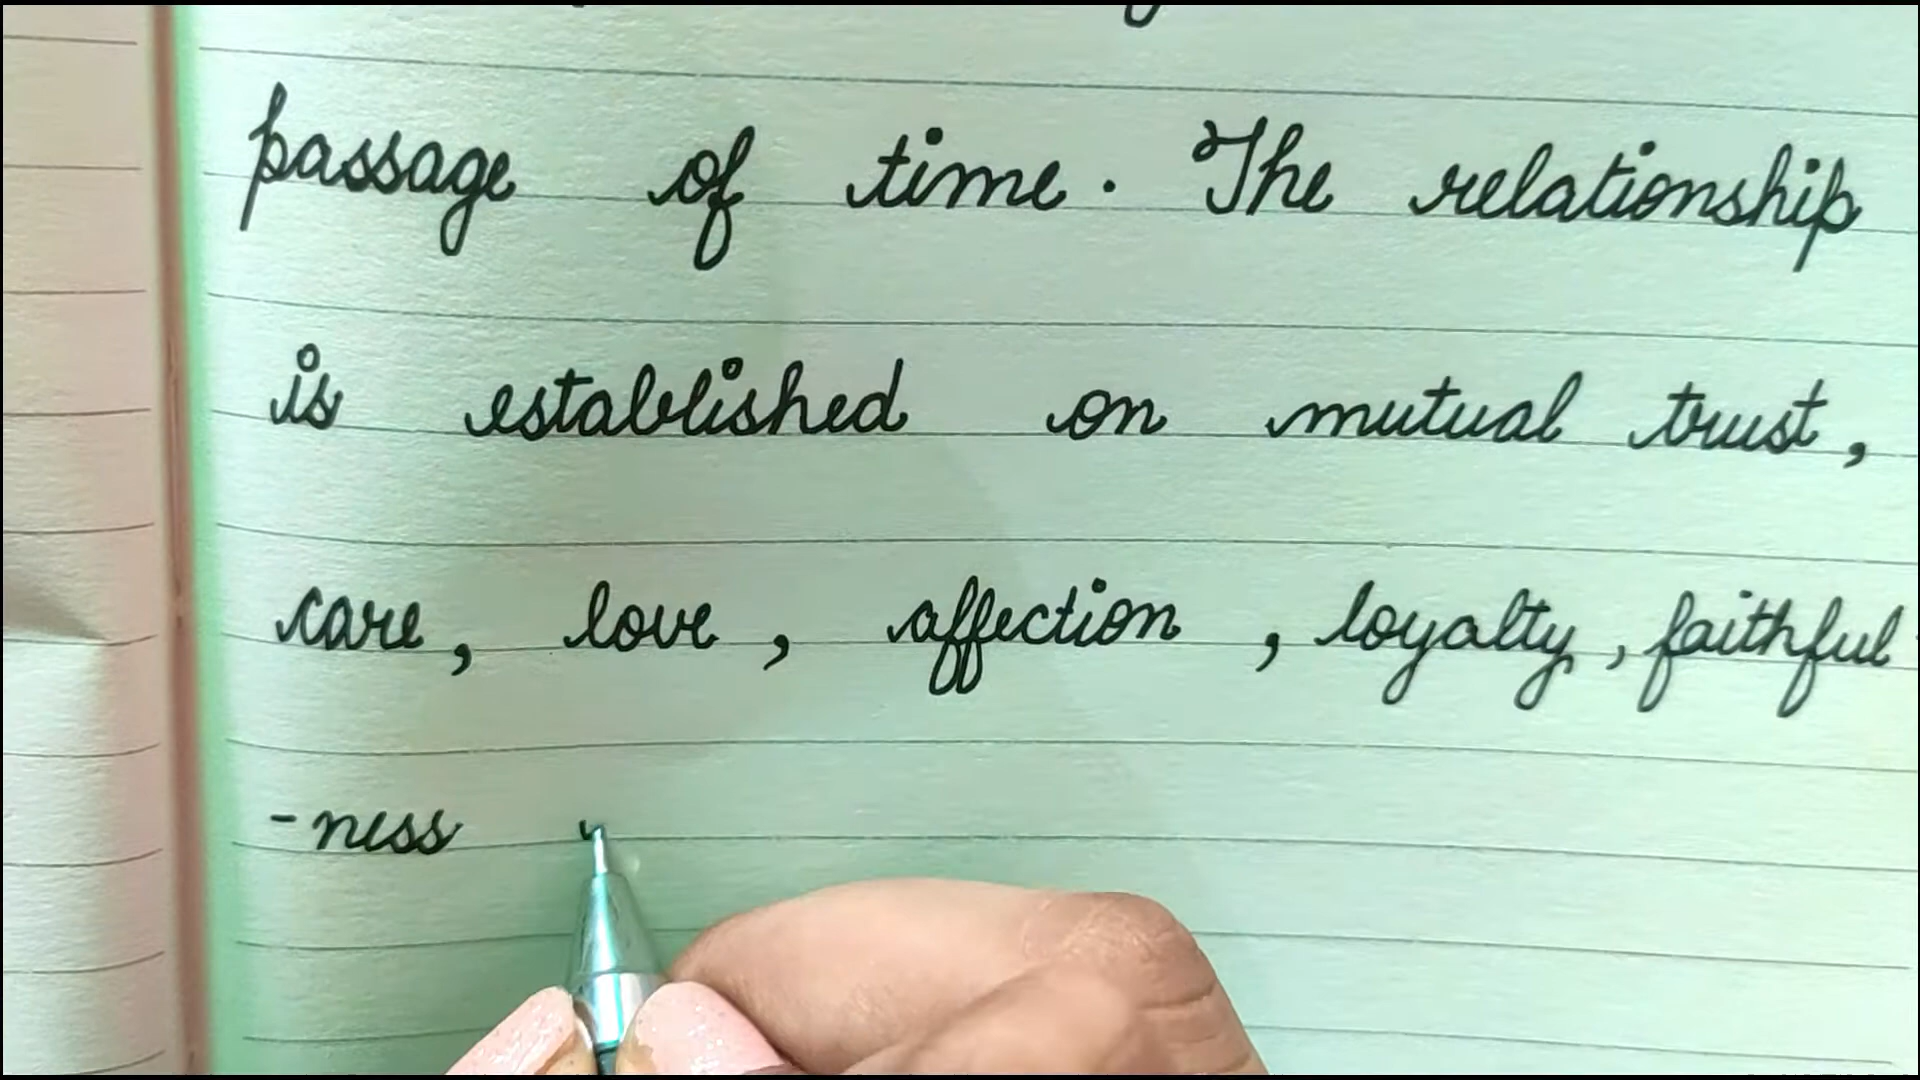 passage of time. The relationship
is established on mutual trust,
care, love, affection, loyalty, faithful
-ness